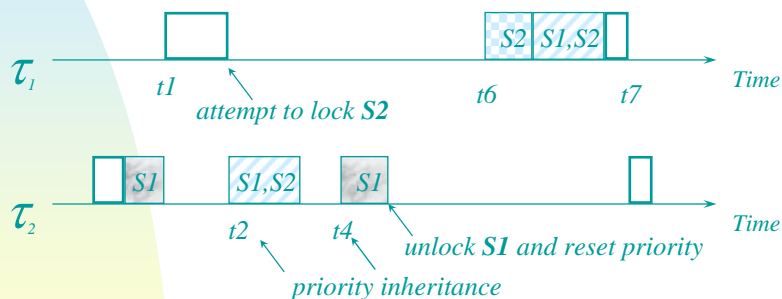 S2 S1,S2
τ1
t1 t6 t7 Time
attempt to lock S2
S1 S1,S2 S1
τ2
t2 t4 Time
unlock S1 and reset priority
priority inheritance